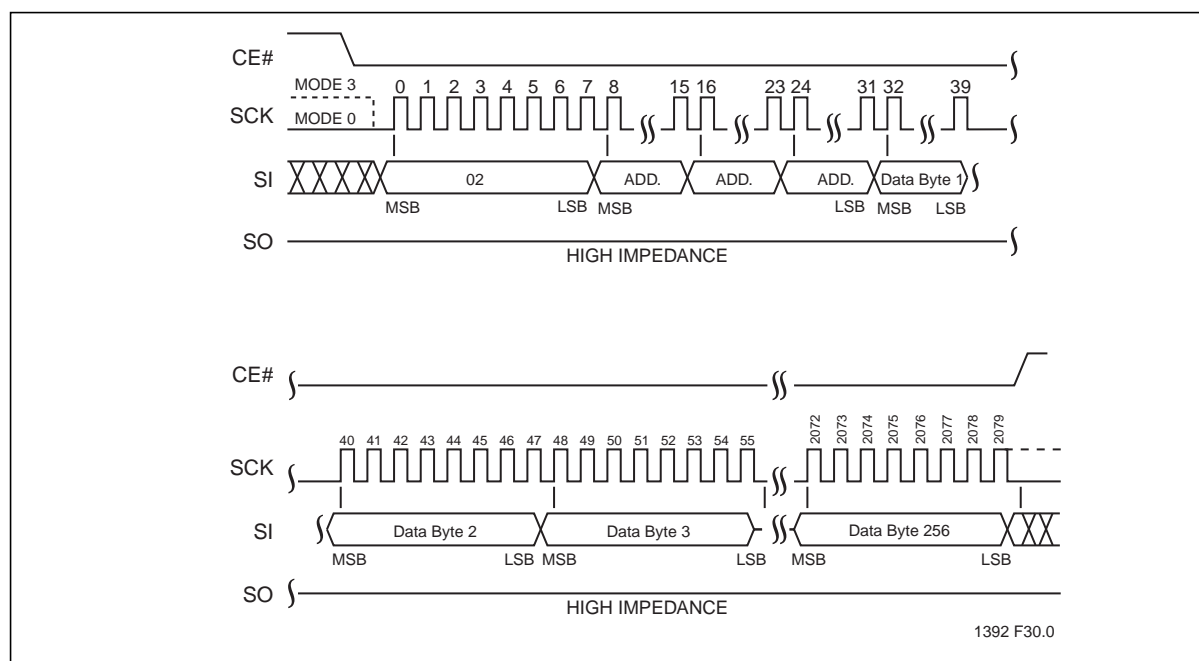 CE#
MODE 3
0 1 2 3 4 5 6 7 8 15 16 23 24 31 32 39
SCK
MODE 0
SI
02 ADD. ADD. ADD. Data Byte 1
MSB LSB MSB LSB MSB LSB
SO
HIGH IMPEDANCE
CE#
40 41 42 43 44 45 46 47 48 49 50 51 52 53 54 55 2072 2073 2074 2075 2076 2077 2078 2079
SCK
SI
Data Byte 2 Data Byte 3 Data Byte 256
MSB LSB MSB LSB MSB LSB
SO
HIGH IMPEDANCE
1392 F30.0